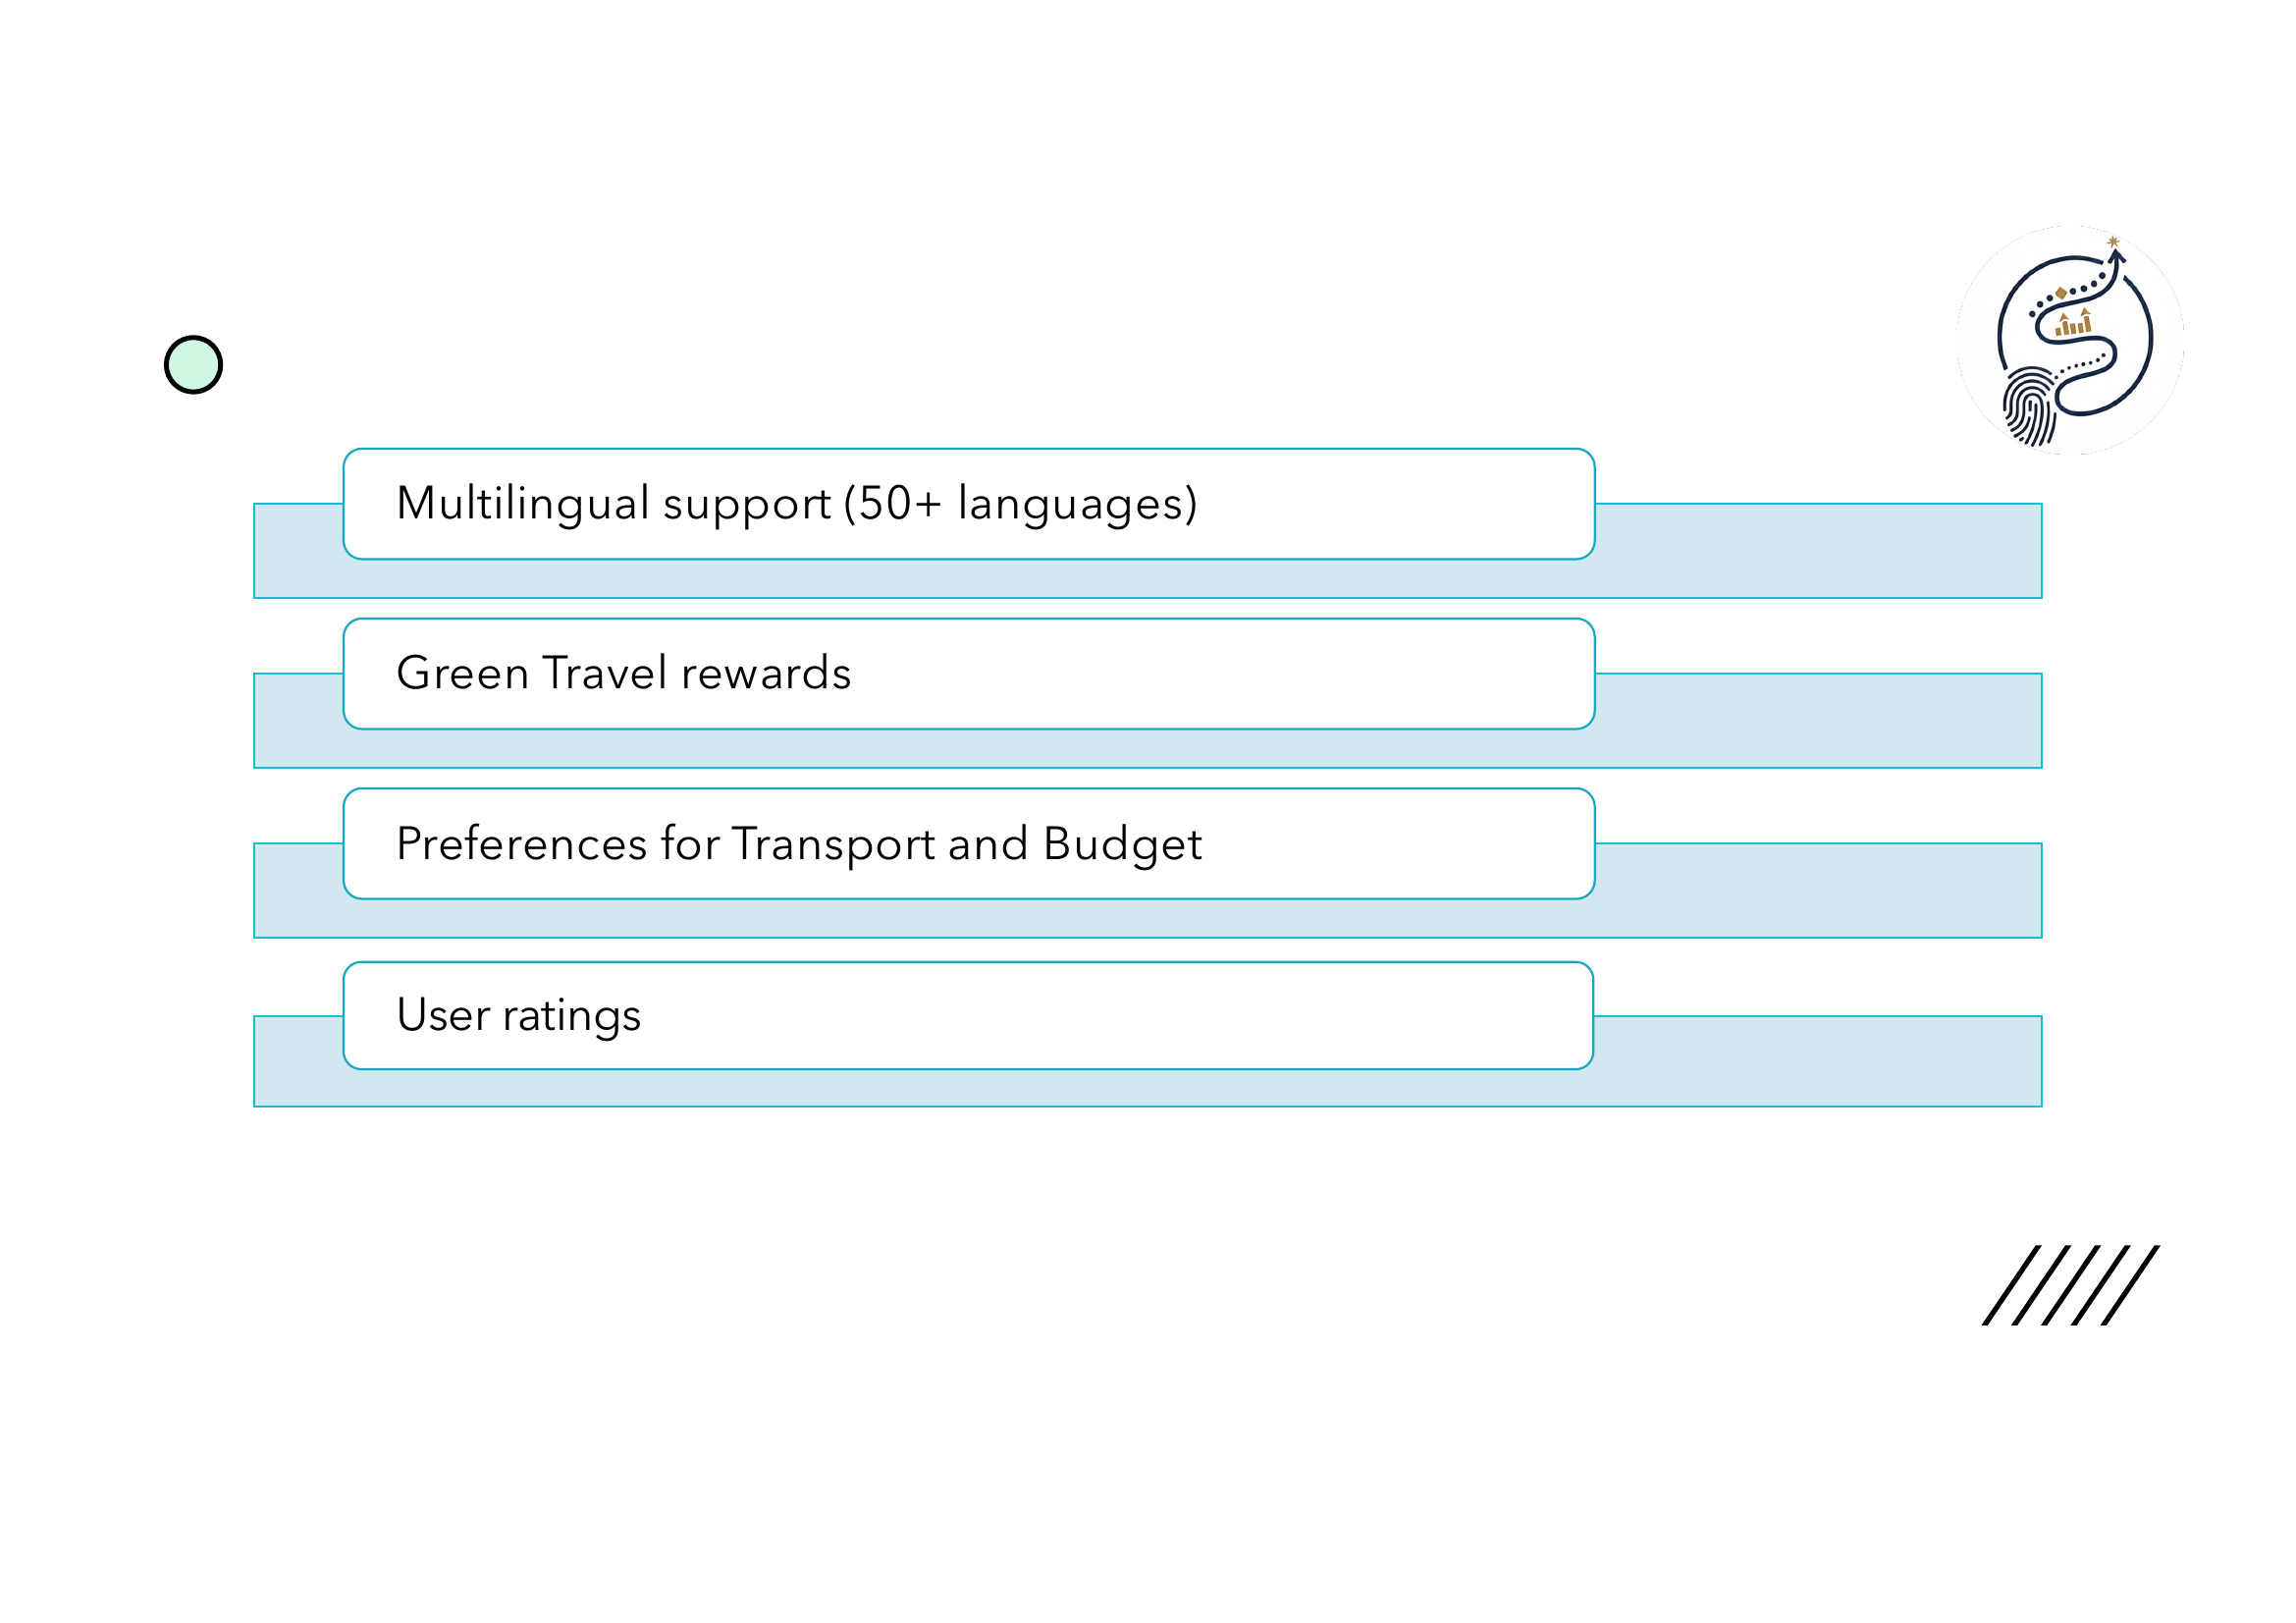 Multilingual support (50+ languages)
Green Travel rewards
Preferences for Transport and Budget
User ratings